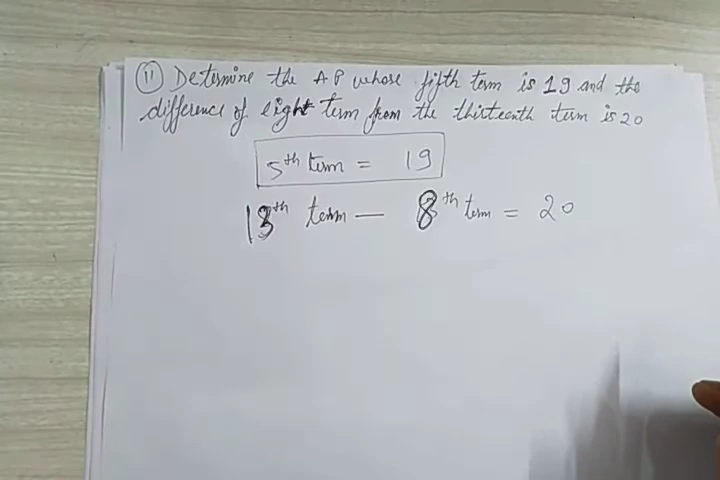 (11) Determine the AP whose fifth term is 19 and the
difference of eight term from the thirteenth term is 20
5th term = 19
13th term — 8th term = 20